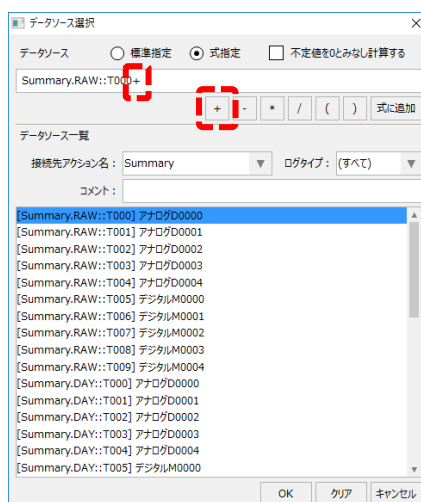 データソース選択
データソース 標準指定 式指定 不定値を0とみなし計算する
Summary.RAW::T000+
+ - * / ( ) 式に追加
データソース一覧
接続先アクション名： Summary ログタイプ： (すべて)
コメント：
[Summary.RAW::T000] アナログD0000
[Summary.RAW::T001] アナログD0001
[Summary.RAW::T002] アナログD0002
[Summary.RAW::T003] アナログD0003
[Summary.RAW::T004] アナログD0004
[Summary.RAW::T005] デジタルM0000
[Summary.RAW::T006] デジタルM0001
[Summary.RAW::T007] デジタルM0002
[Summary.RAW::T008] デジタルM0003
[Summary.RAW::T009] デジタルM0004
[Summary.DAY::T000] アナログD0000
[Summary.DAY::T001] アナログD0001
[Summary.DAY::T002] アナログD0002
[Summary.DAY::T003] アナログD0003
[Summary.DAY::T004] アナログD0004
[Summary.DAY::T005] デジタルM0000
OK クリア キャンセル